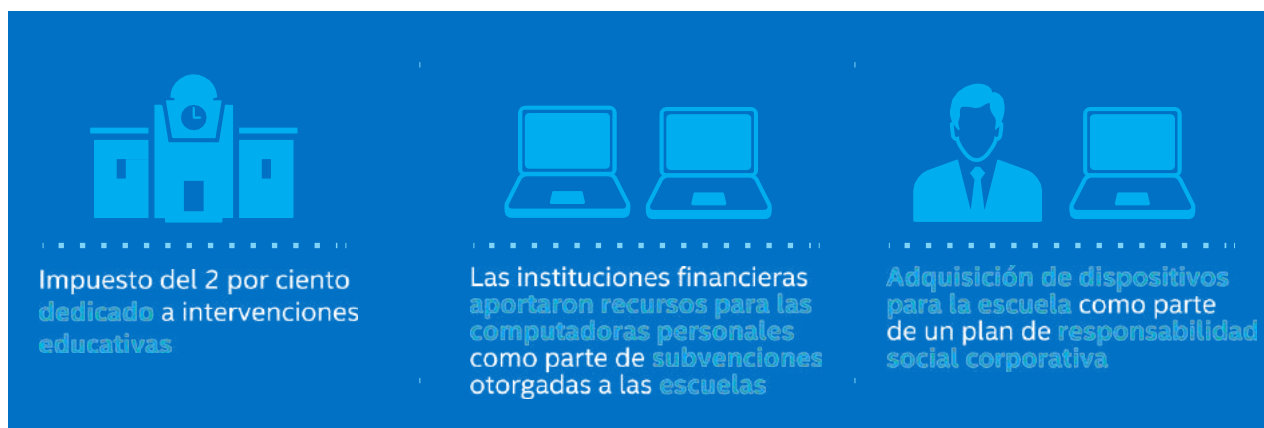 Impuesto del 2 por ciento
dedicado a intervenciones
educativas
Las instituciones financieras
aportaron recursos para las
computadoras personales
como parte de subvenciones
otorgadas a las escuelas
Adquisición de dispositivos
para la escuela como parte
de un plan de responsabilidad
social corporativa